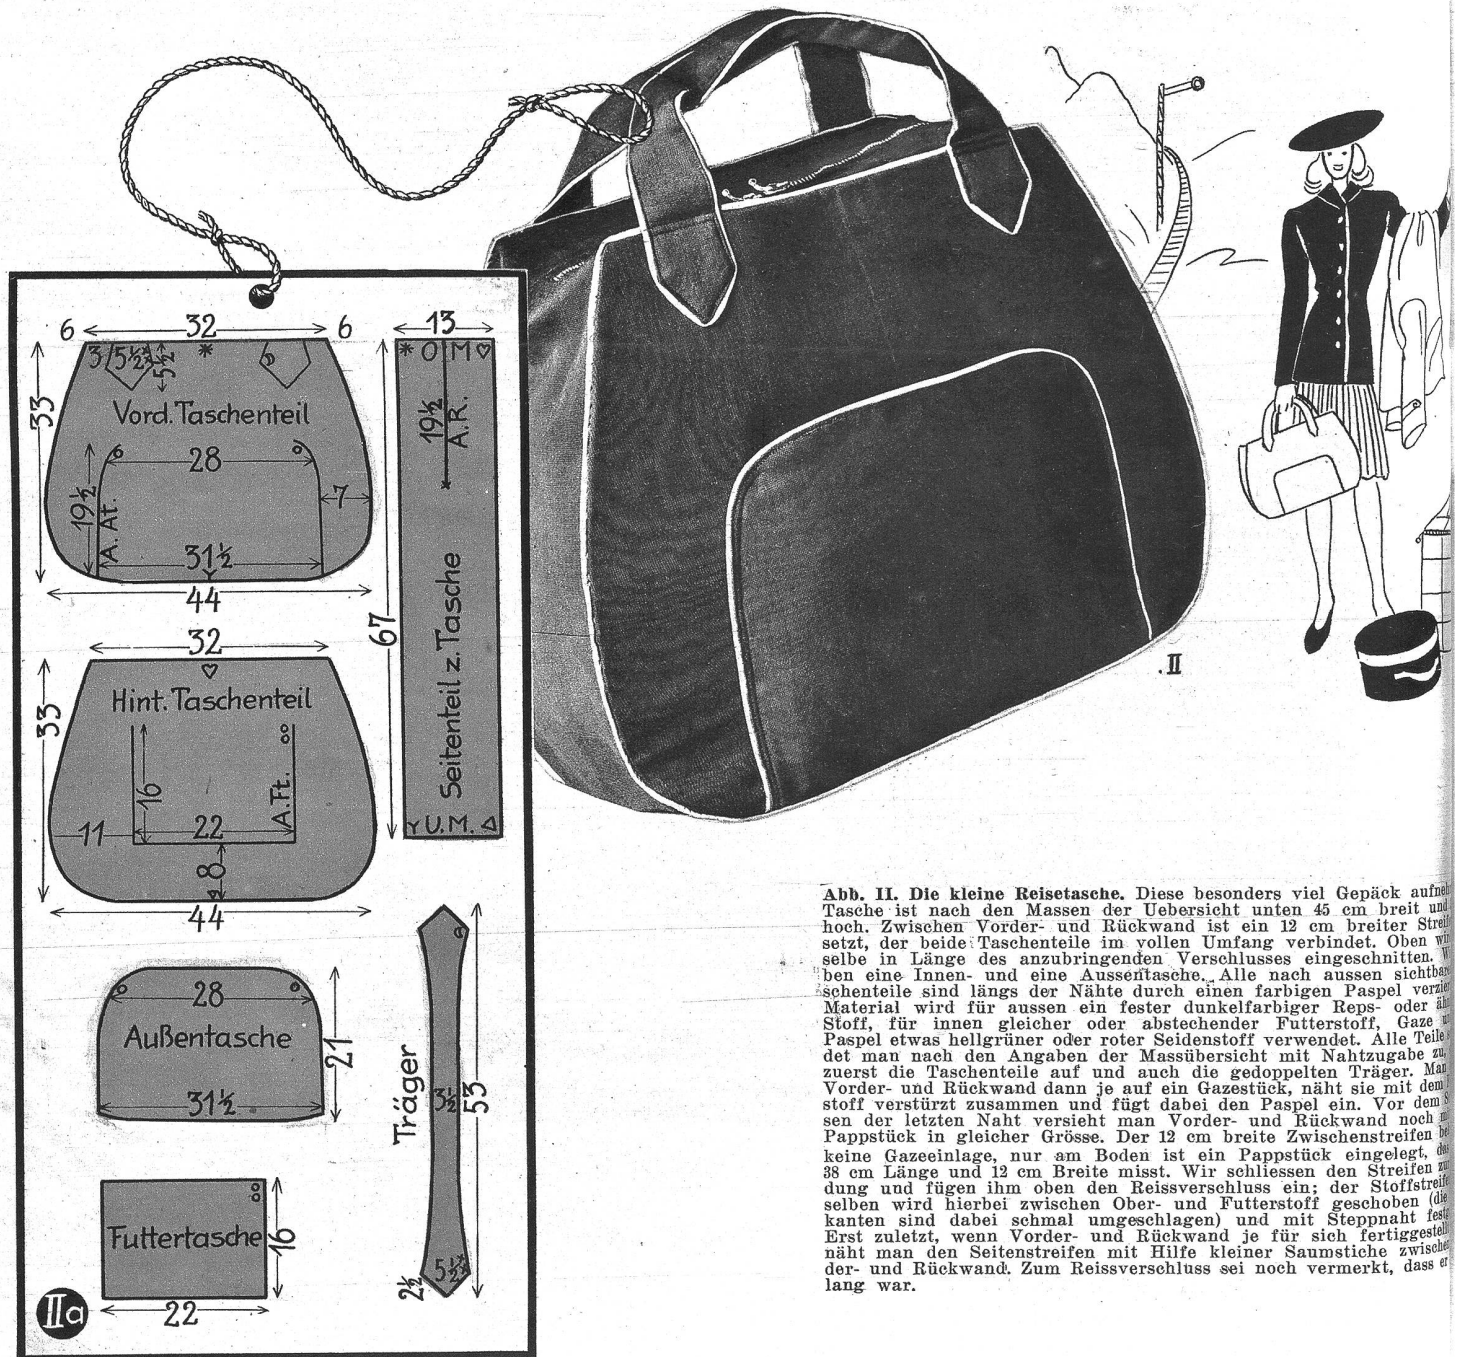 6 32 6
3 5½ ** 5½ *
33
Vord. Taschenteil
28
19½
A. At.
7
31½
44
13
* O M ♡
19½
A.R.
67
Seitenteil z. Tasche
Y U.M. △
32
33
Hint. Taschenteil
16
A.Ft.
11
22
8
44
28
Außentasche
21
31½
Träger
3½
53
5½ **
2½
Futtertasche
16
22
IIa
. II
Abb. II. Die kleine Reisetasche. Diese besonders viel Gepäck
Tasche ist nach den Massen der Uebersicht unten 45 cm breit und
hoch. Zwischen Vorder- und Rückwand ist ein 12 cm breiter
setzt, der beide Taschenteile im vollen Umfang verbindet. Oben
selbe in Länge des anzubringenden Verschlusses eingeschnitten.
ben eine Innen- und eine Aussentasche. Alle nach aussen
schenteile sind längs der Nähte durch einen farbigen Paspel
Material wird für aussen ein fester dunkelfarbiger Reps- oder
Stoff, für innen gleicher oder abstechender Futterstoff, Gaze
Paspel etwas hellgrüner oder roter Seidenstoff verwendet. Alle Teile
det man nach den Angaben der Massübersicht mit Nahtzugabe zu,
zuerst die Taschenteile auf und auch die gedoppelten Träger. Man
Vorder- und Rückwand dann je auf ein Gazestück, näht sie mit dem
stoff verstürzt zusammen und fügt dabei den Paspel ein. Vor dem
sen der letzten Naht versieht man Vorder- und Rückwand noch
Pappstück in gleicher Grösse. Der 12 cm breite Zwischenstreifen
keine Gazeeinlage, nur am Boden ist ein Pappstück eingelegt,
38 cm Länge und 12 cm Breite misst. Wir schliessen den Streifen
dung und fügen ihm oben den Reissverschluss ein; der
selben wird hierbei zwischen Ober- und Futterstoff geschoben
kanten sind dabei schmal umgeschlagen) und mit Steppnaht
Erst zuletzt, wenn Vorder- und Rückwand je für sich
näht man den Seitenstreifen mit Hilfe kleiner Saumstiche
der- und Rückwand. Zum Reissverschluss sei noch vermerkt, dass er
lang war.